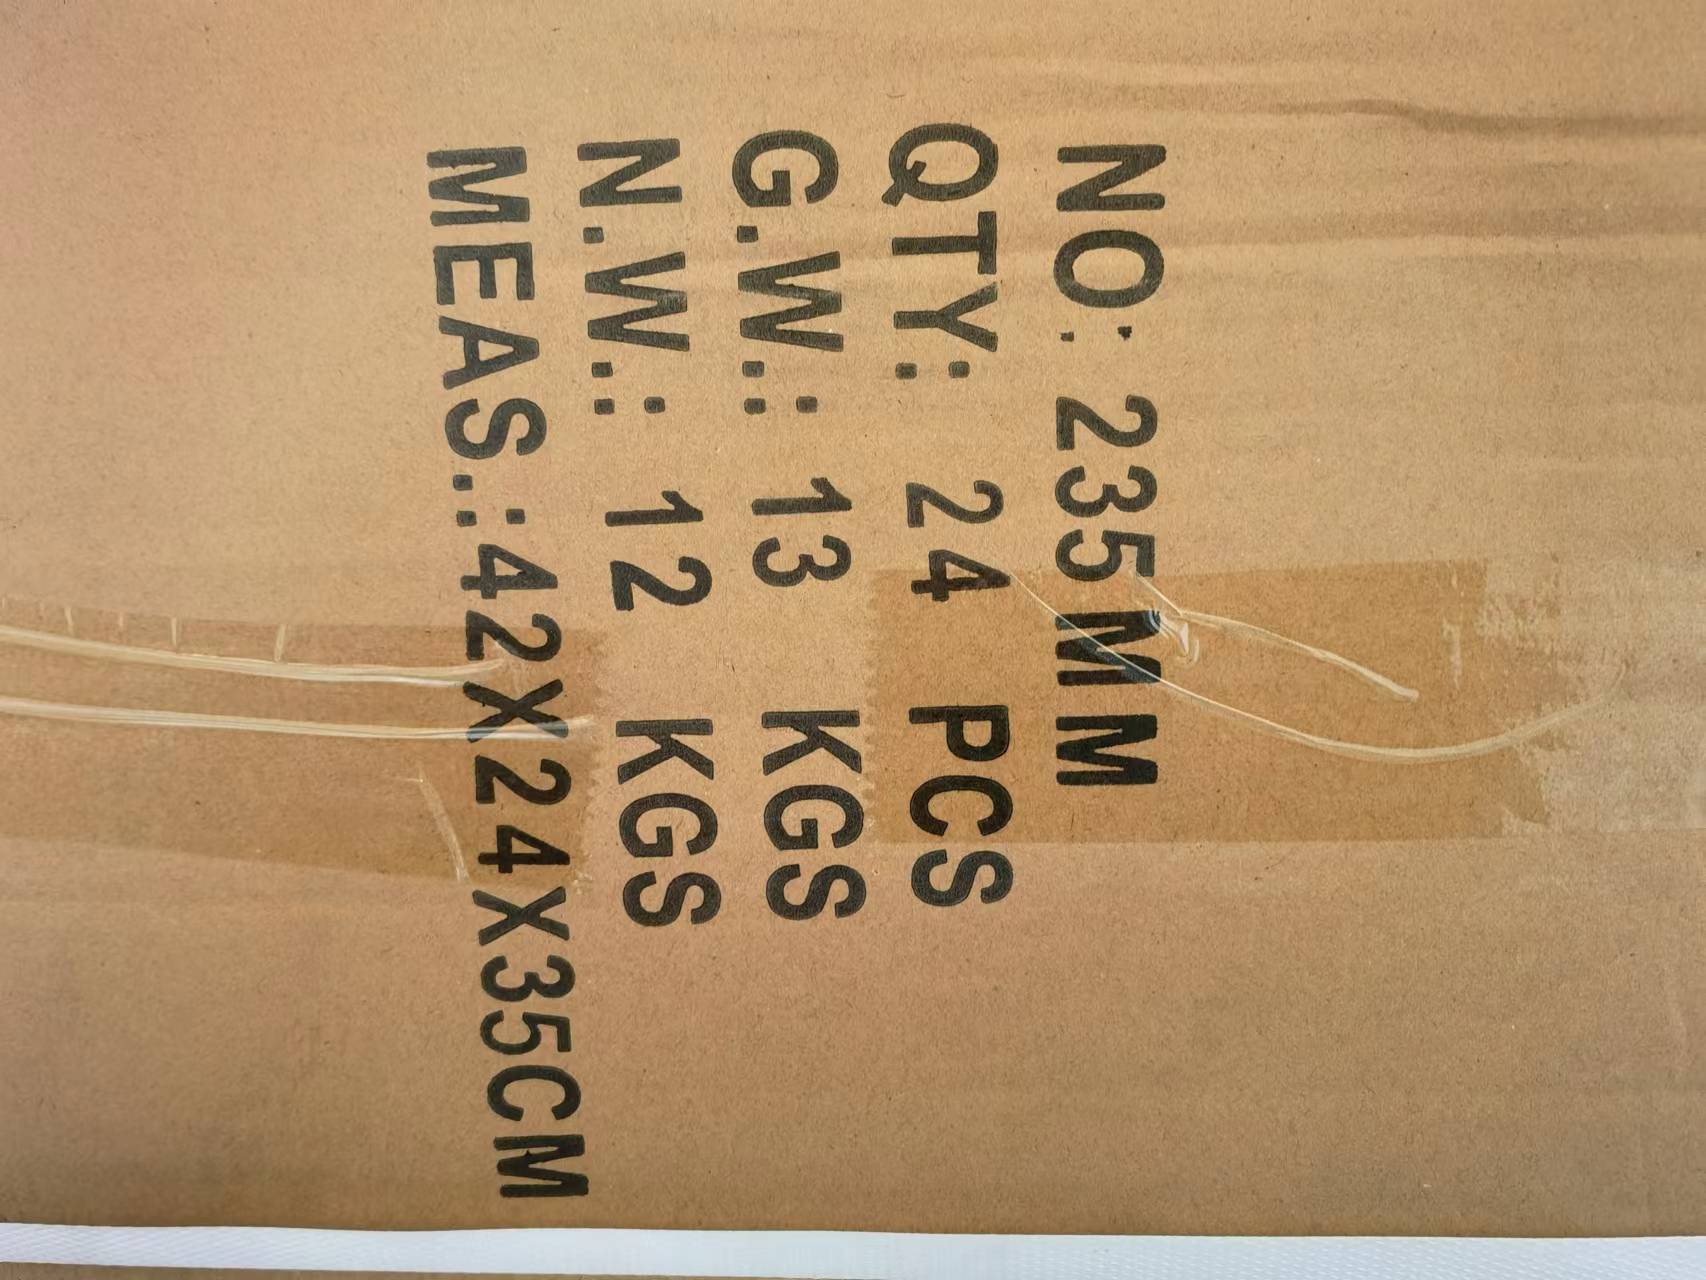 NO: 235MM
QTY: 24 PCS
G.W.: 13 KGS
N.W.: 12 KGS
MEAS.:42X24X35CM